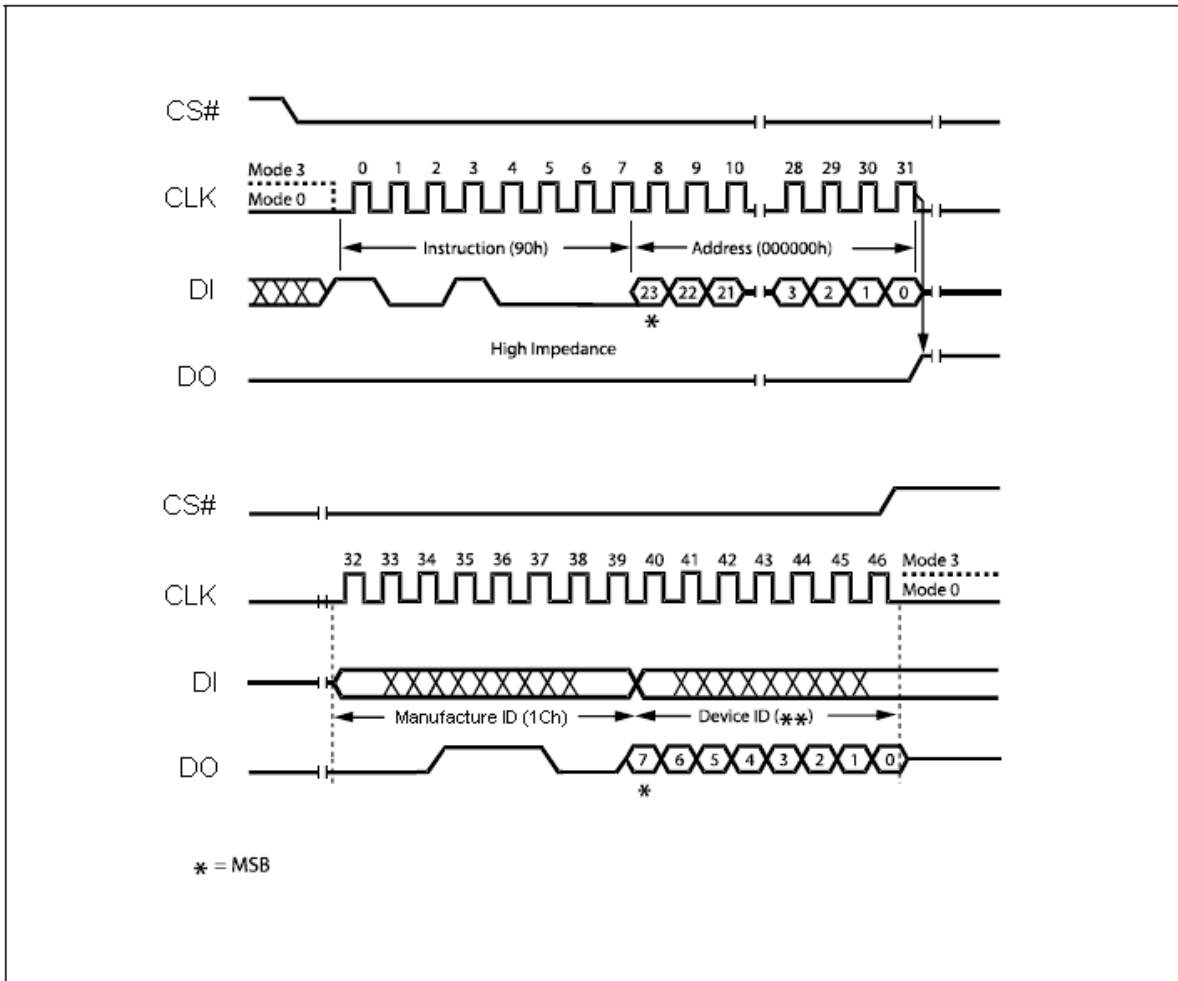 CS#
Mode 3
0 1 2 3 4 5 6 7 8 9 10 28 29 30 31
CLK
Mode 0
Instruction (90h)
Address (000000h)
DI
23 22 21 3 2 1 0
*
High Impedance
DO
CS#
32 33 34 35 36 37 38 39 40 41 42 43 44 45 46
Mode 3
CLK
Mode 0
DI
Manufacture ID (1Ch)
Device ID (**)
DO
7 6 5 4 3 2 1 0
*
* = MSB